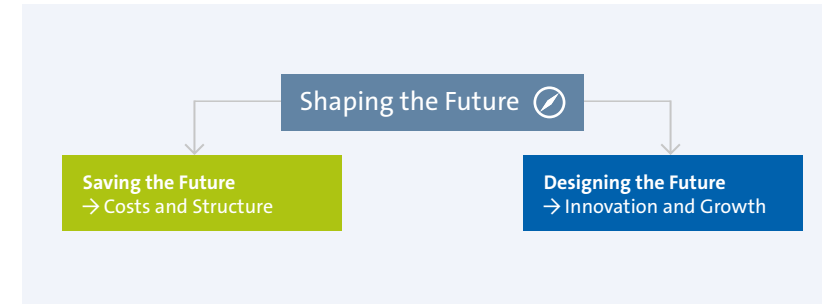 Shaping the Future
Saving the Future
→ Costs and Structure
Designing the Future
→ Innovation and Growth